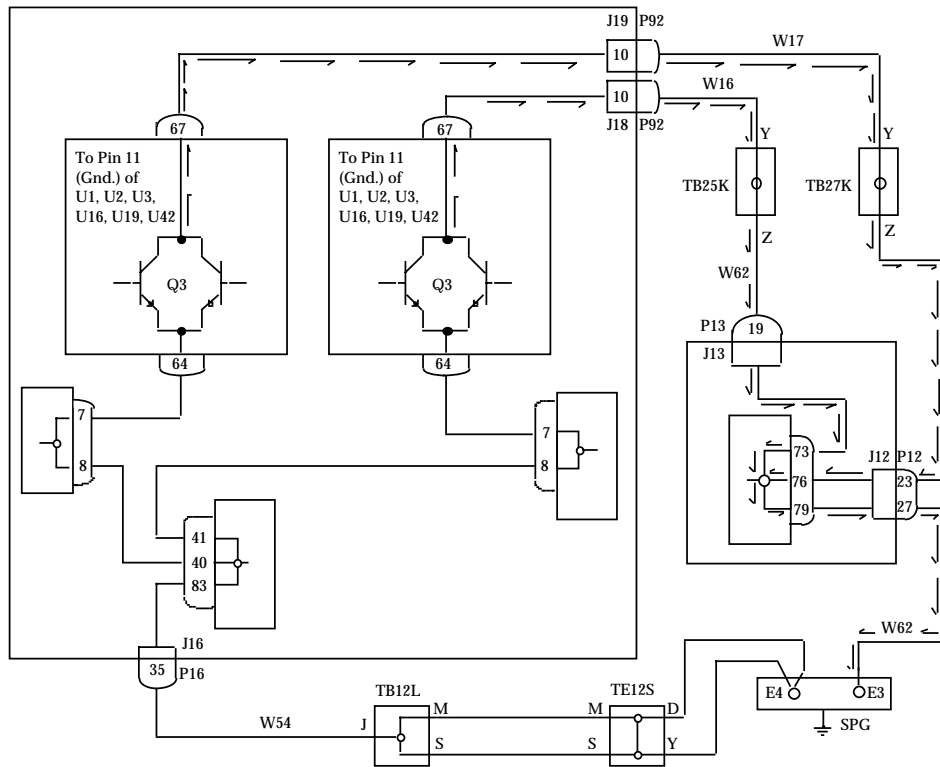 J19 P92
10
W17
W16
10
J18 P92
67
67
To Pin 11
(Gnd.) of
U1, U2, U3,
U16, U19, U42
To Pin 11
(Gnd.) of
U1, U2, U3,
U16, U19, U42
Y
Y
TB25K
TB27K
Z
Z
Q3
Q3
W62
P13
19
J13
64
64
7
8
7
8
73
76
79
J12 P12
23
27
41
40
83
J16
35
P16
W62
TB12L
TE12S
E4
E3
SPG
W54
J
M
M
D
S
S
Y